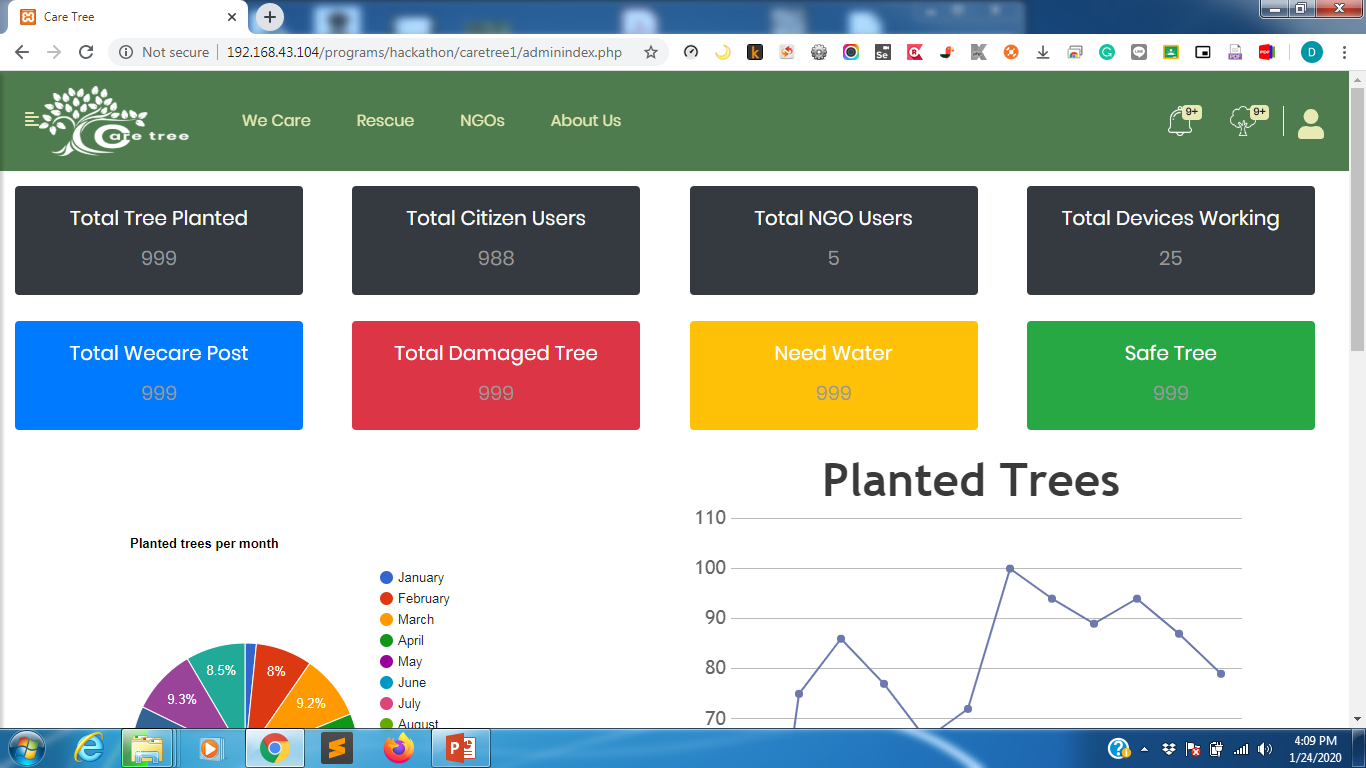 Care Tree
Not secure 192.168.43.104/programs/hackathon/caretree1/adminindex.php
Care tree
We Care Rescue NGOs About Us
9+ 9+
Total Tree Planted
999
Total Citizen Users
988
Total NGO Users
5
Total Devices Working
25
Total Wecare Post
999
Total Damaged Tree
999
Need Water
999
Safe Tree
999
Planted trees per month
8.5%
8%
9.3%
9.2%
January
February
March
April
May
June
July
August
Planted Trees
110
100
90
80
70
4:09 PM
1/24/2020